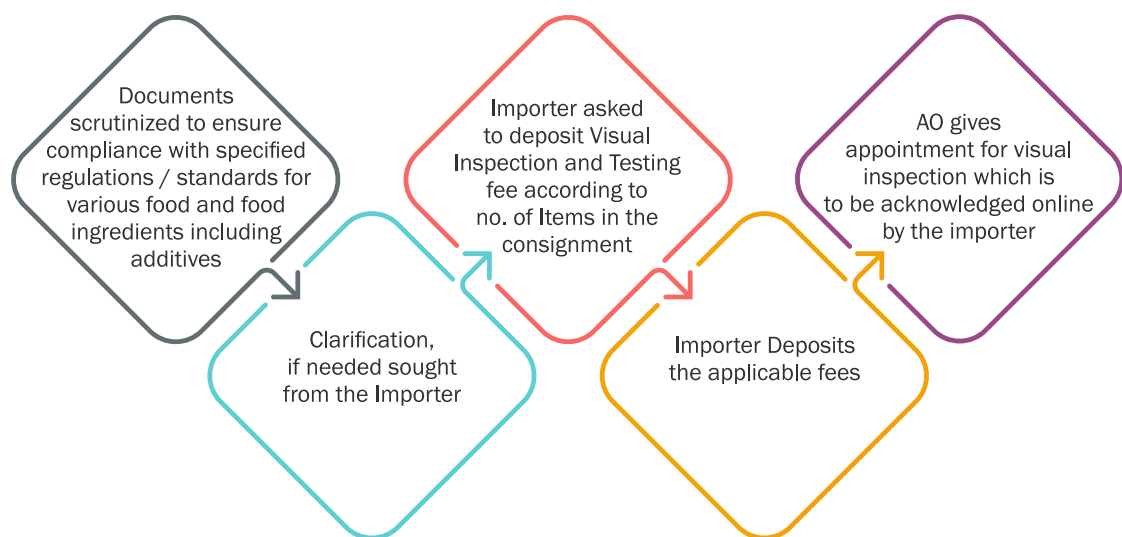 Documents
scrutinized to ensure
compliance with specified
regulations / standards for
various food and food
ingredients including
additives
Clarification,
if needed sought
from the Importer
Importer asked
to deposit Visual
Inspection and Testing
fee according to
no. of Items in the
consignment
Importer Deposits
the applicable fees
AO gives
appointment for visual
inspection which is
to be acknowledged online
by the importer